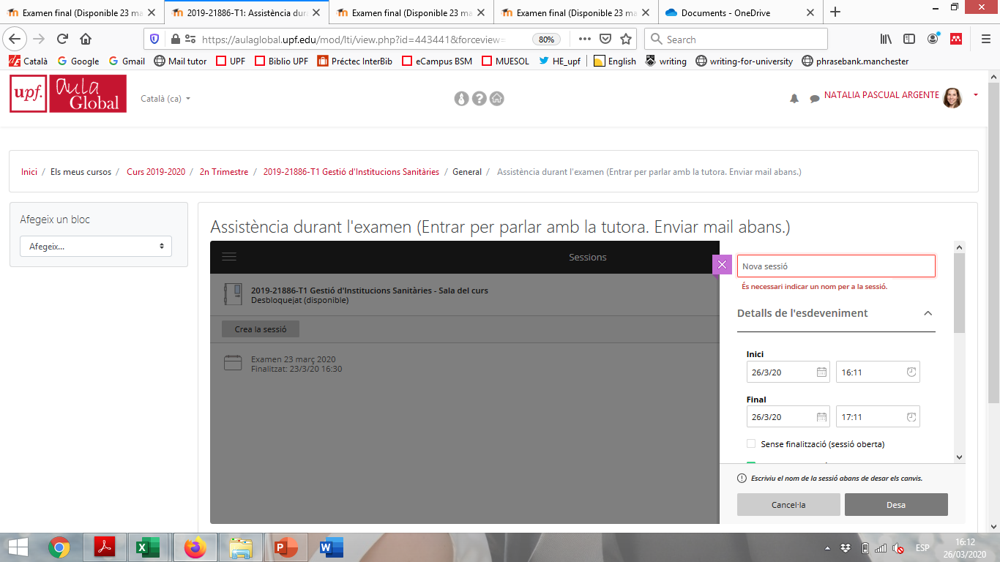 Examen final (Disponible 23 ma
2019-21886-T1: Assistència dura
Examen final (Disponible 23 ma
Examen final (Disponible 23 ma
Documents - OneDrive
https://aulaglobal.upf.edu/mod/lti/view.php?id=443441&forceview=
80%
Search
Català
Google
Gmail
Mail tutor
UPF
Biblio UPF
Préctec InterBib
eCampus BSM
MUESOL
HE_upf
English
writing
writing-for-university
phrasebank.manchester
upf. Aula Global
Català (ca)
NATALIA PASCUAL ARGENTE
Inici / Els meus cursos / Curs 2019-2020 / 2n Trimestre / 2019-21886-T1 Gestió d'Institucions Sanitàries / General / Assistència durant l'examen (Entrar per parlar amb la tutora. Enviar mail abans.)
Afegeix un bloc
Afegeix...
Assistència durant l'examen (Entrar per parlar amb la tutora. Enviar mail abans.)
Sessions
2019-21886-T1 Gestió d'Institucions Sanitàries - Sala del curs
Desbloquejat (disponible)
Crea la sessió
Examen 23 març 2020
Finalitzat: 23/3/20 16:30
Nova sessió
És necessari indicar un nom per a la sessió.
Detalls de l'esdeveniment
Inici
26/3/20 16:11
Final
26/3/20 17:11
Sense finalització (sessió oberta)
Escriviu el nom de la sessió abans de desar els canvis.
Cancel·la
Desa
ESP
16:12
26/03/2020